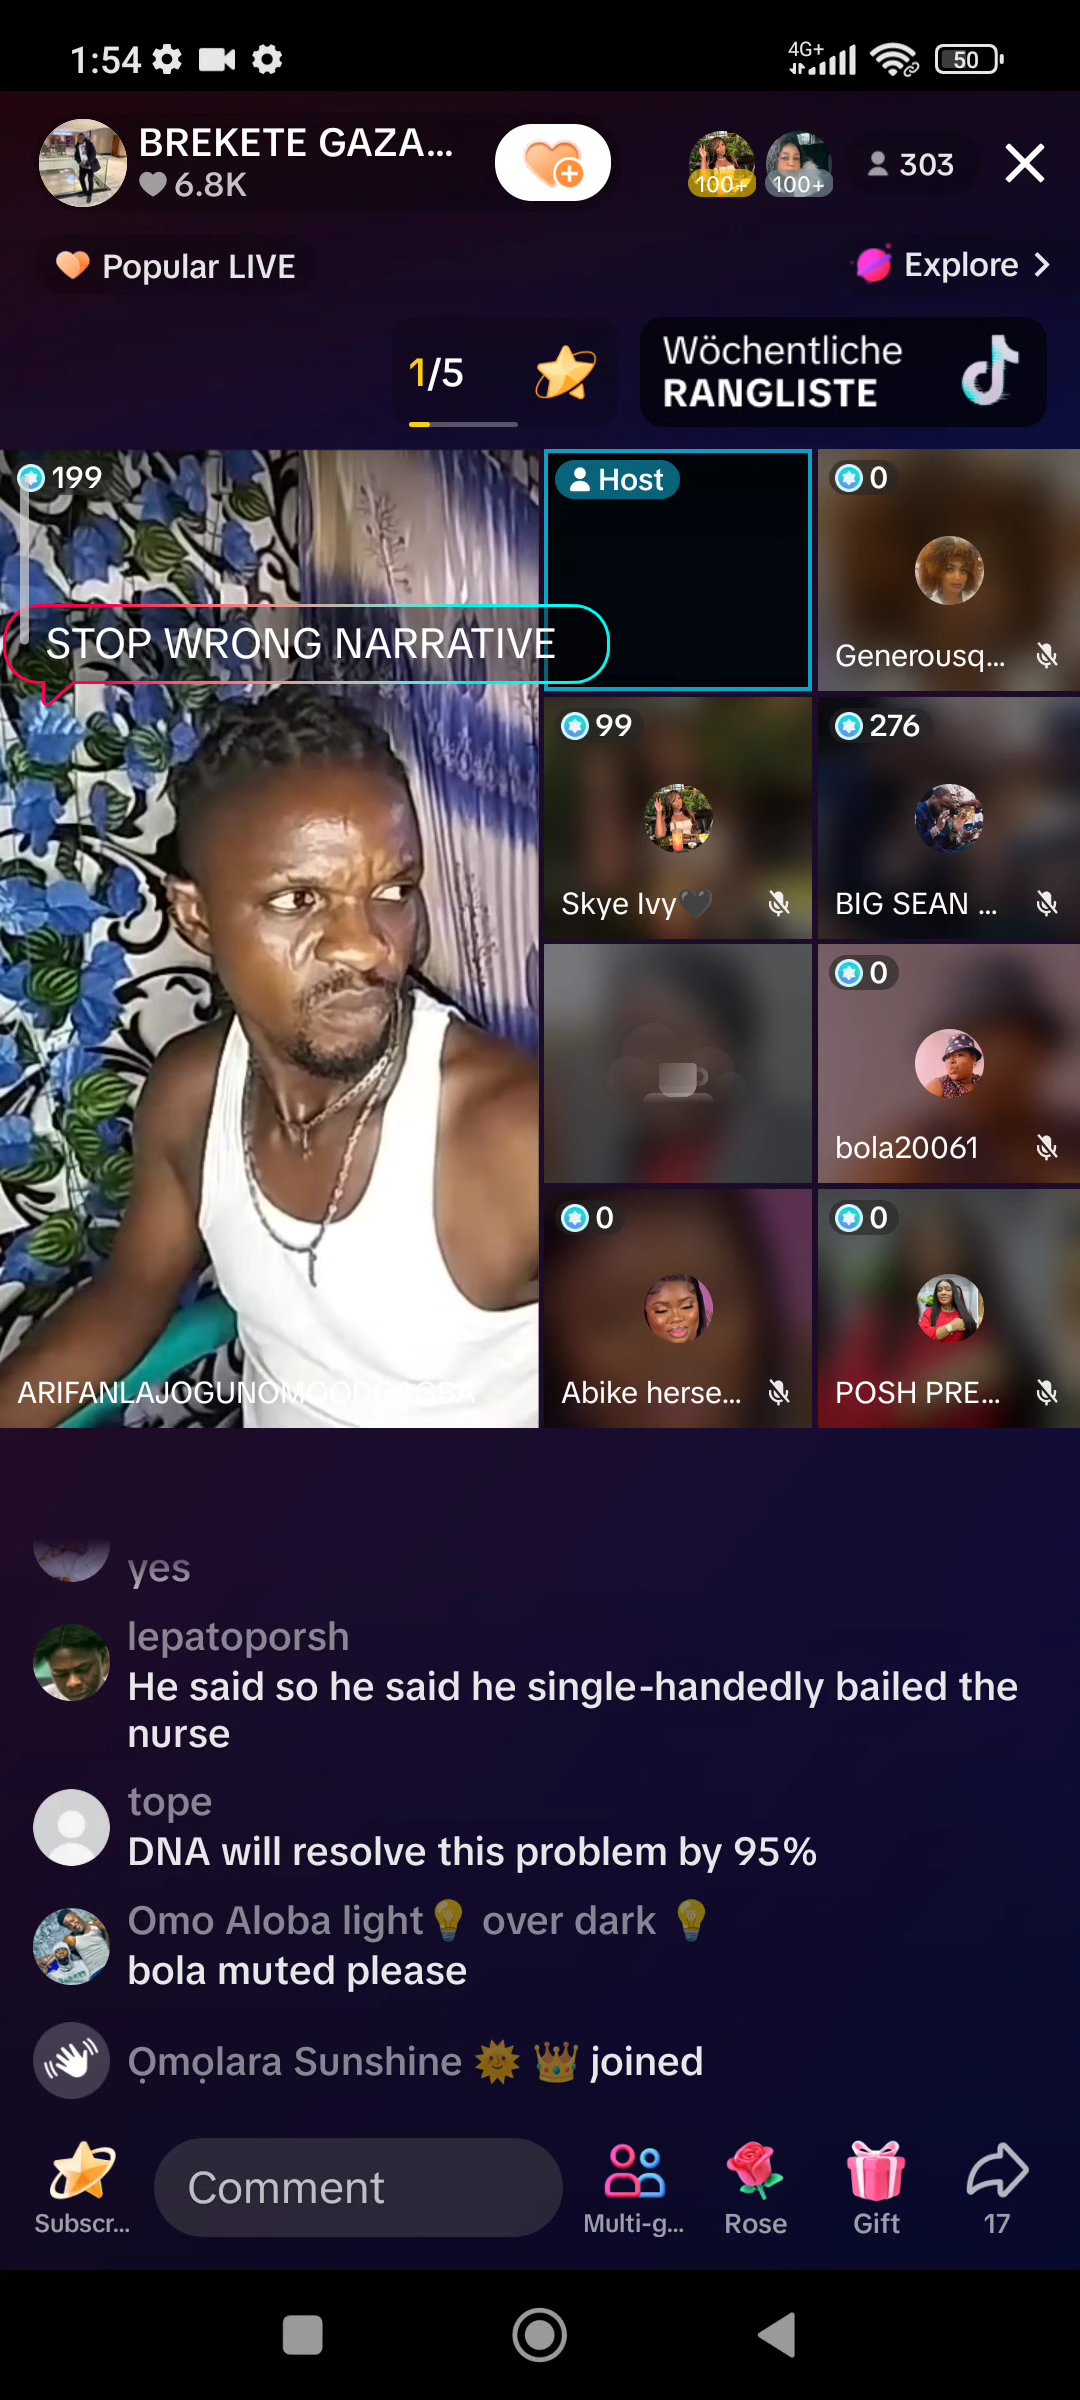 1:54
4G+
50
BREKETE GAZA...
6.8K
100+
100+
303
Popular LIVE
Explore
1/5
Wöchentliche
RANGLISTE
199
Host
0
STOP WRONG NARRATIVE
Generousq...
99
276
Skye Ivy🖤
BIG SEAN ...
0
bola20061
0
0
ARIFANLAJOGUNOMOODOAGBA
Abike herse...
POSH PRE...
yes
lepatoporsh
He said so he said he single-handedly bailed the
nurse
tope
DNA will resolve this problem by 95%
Omo Aloba light💡 over dark 💡
bola muted please
Ọmọlara Sunshine 🌞 👑 joined
Comment
Subscr...
Multi-g...
Rose
Gift
17